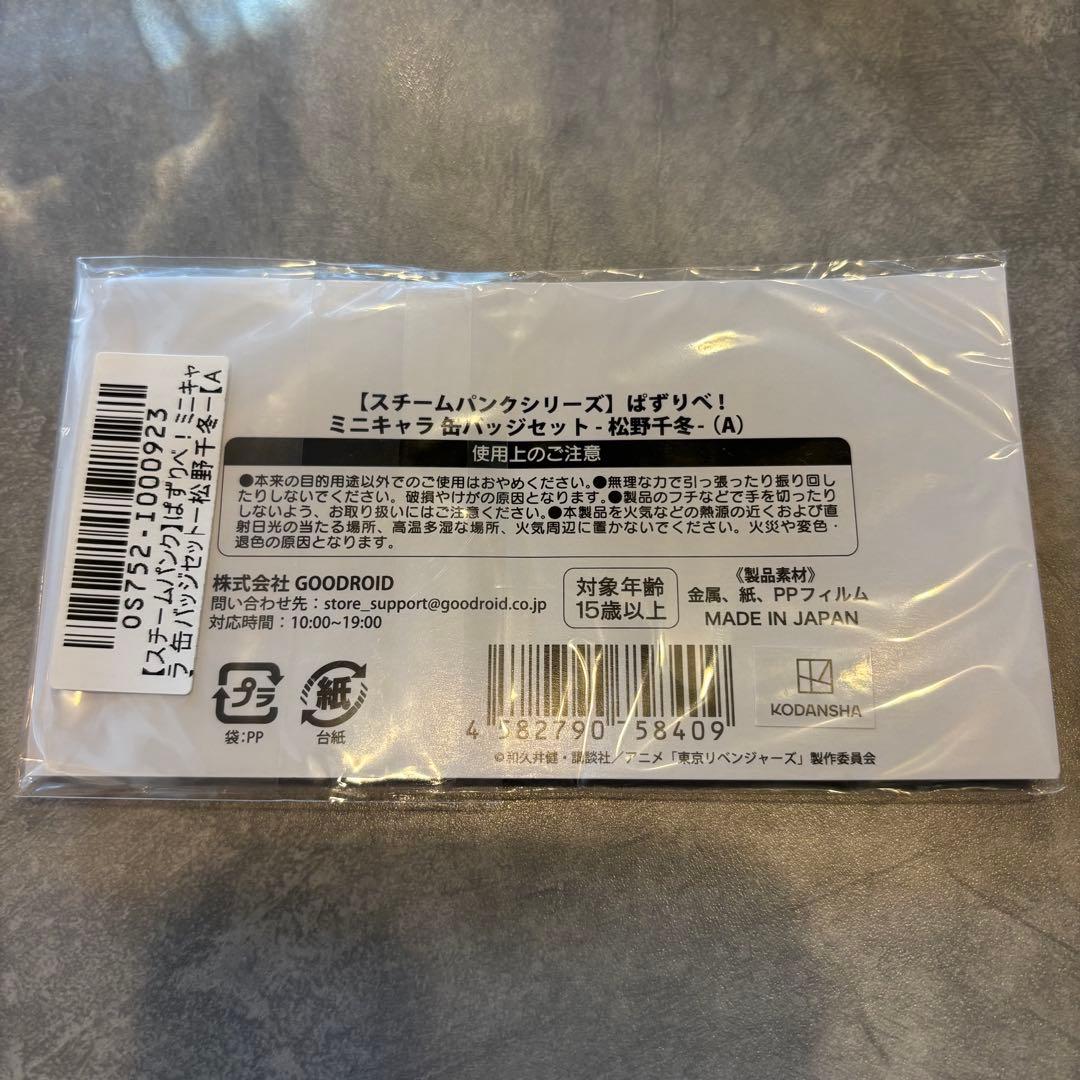 【スチームパンクシリーズ】ぱずりべ！
ミニキャラ 缶バッジセット - 松野千冬-（A）
使用上のご注意
●本来の目的用途以外でのご使用はおやめください。●無理な力で引っ張ったり振り回し
たりしないでください。破損やけがの原因となります。●製品のフチなどで手を切ったり
しないよう、お取り扱いにはご注意ください。●本製品を火気などの熱源の近くおよび直
射日光の当たる場所、高温多湿な場所、火気周辺に置かないでください。火災や変色・
退色の原因となります。
株式会社 GOODROID
問い合わせ先：store_support@goodroid.co.jp
対応時間：10:00~19:00
対象年齢
15歳以上
《製品素材》
金属、紙、PPフィルム
MADE IN JAPAN
プラ
袋:PP
紙
台紙
4 582790 758409
KODANSHA
©和久井健・講談社／アニメ「東京リベンジャーズ」製作委員会
0S752-I000923
【スチームパンク】ぱずりべ！ミニキャ
ラ 缶バッジセット-松野千冬-【A
】